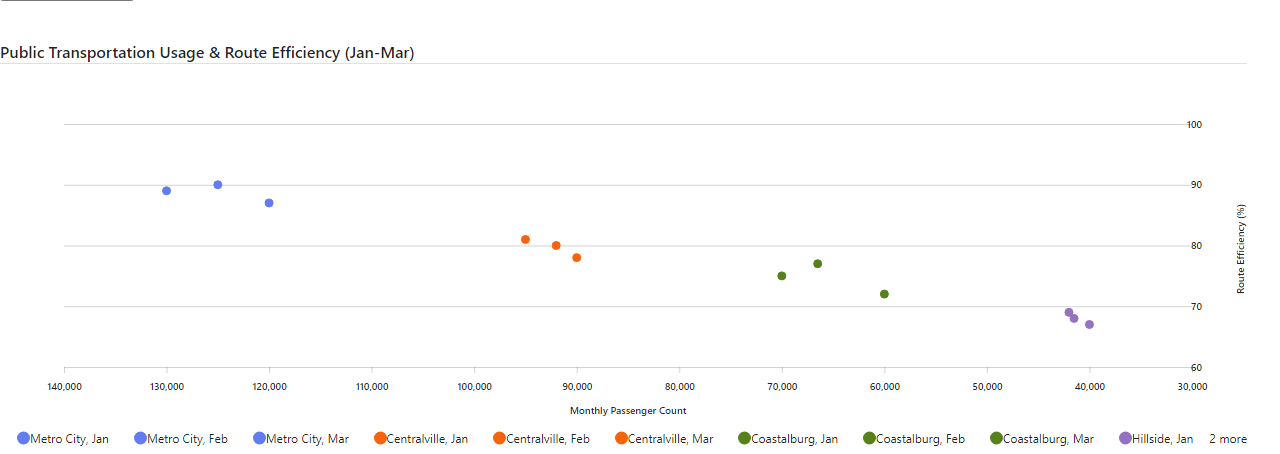 Public Transportation Usage & Route Efficiency (Jan-Mar)
100
90
80
70
60
Route Efficiency (%)
140,000 130,000 120,000 110,000 100,000 90,000 80,000 70,000 60,000 50,000 40,000 30,000
Monthly Passenger Count
Metro City, Jan Metro City, Feb Metro City, Mar Centralville, Jan Centralville, Feb Centralville, Mar Coastalburg, Jan Coastalburg, Feb Coastalburg, Mar Hillside, Jan 2 more